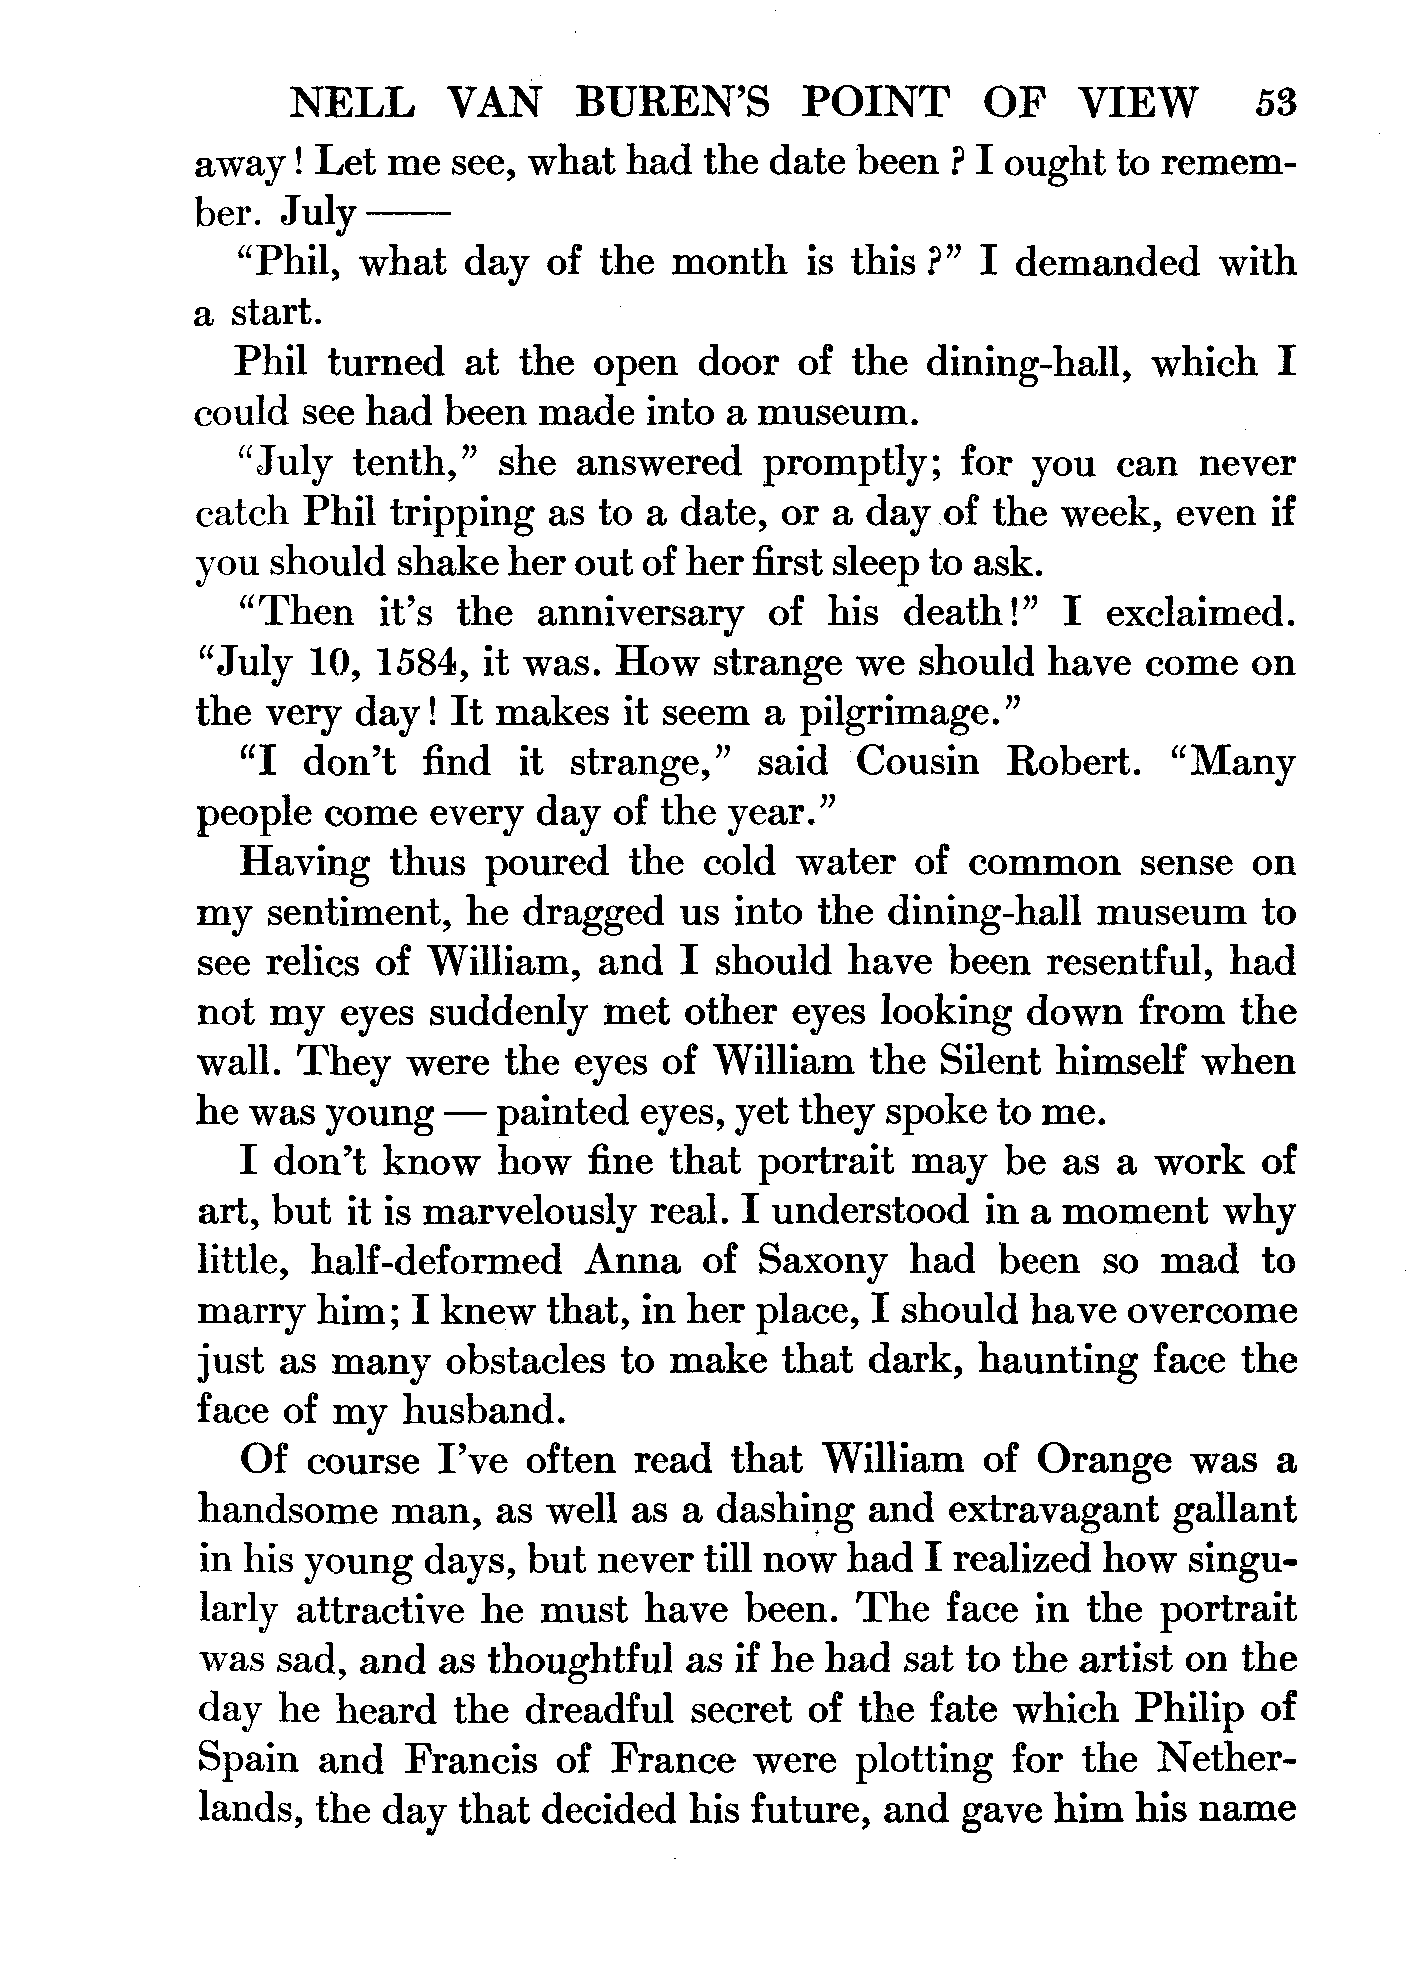 NELL VAN BUREN'S POINT OF VIEW 53
away! Let me see, what had the date been? I ought to remem-
ber. July ——
"Phil, what day of the month is this?" I demanded with
a start.
Phil turned at the open door of the dining-hall, which I
could see had been made into a museum.
"July tenth," she answered promptly; for you can never
catch Phil tripping as to a date, or a day of the week, even if
you should shake her out of her first sleep to ask.
"Then it's the anniversary of his death!" I exclaimed.
"July 10, 1584, it was. How strange we should have come on
the very day! It makes it seem a pilgrimage."
"I don't find it strange," said Cousin Robert. "Many
people come every day of the year."
Having thus poured the cold water of common sense on
my sentiment, he dragged us into the dining-hall museum to
see relics of William, and I should have been resentful, had
not my eyes suddenly met other eyes looking down from the
wall. They were the eyes of William the Silent himself when
he was young — painted eyes, yet they spoke to me.
I don't know how fine that portrait may be as a work of
art, but it is marvelously real. I understood in a moment why
little, half-deformed Anna of Saxony had been so mad to
marry him; I knew that, in her place, I should have overcome
just as many obstacles to make that dark, haunting face the
face of my husband.
Of course I've often read that William of Orange was a
handsome man, as well as a dashing and extravagant gallant
in his young days, but never till now had I realized how singu-
larly attractive he must have been. The face in the portrait
was sad, and as thoughtful as if he had sat to the artist on the
day he heard the dreadful secret of the fate which Philip of
Spain and Francis of France were plotting for the Nether-
lands, the day that decided his future, and gave him his name